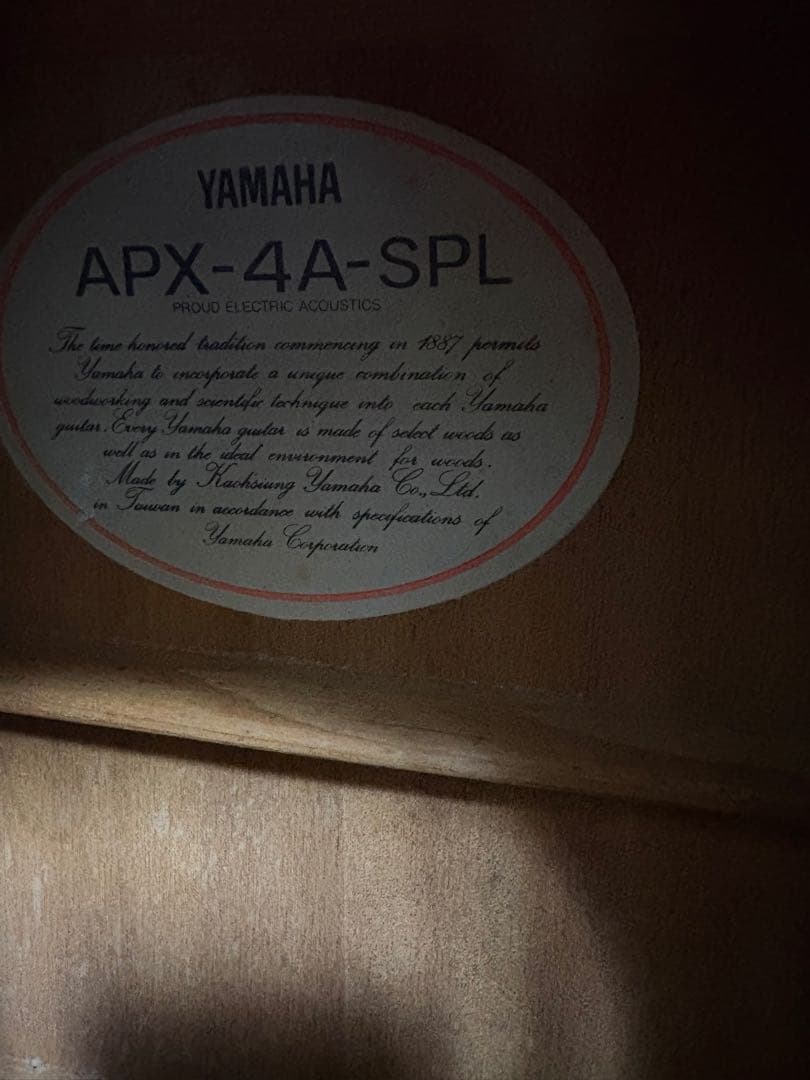 YAMAHA
APX-4A-SPL
PROUD ELECTRIC ACOUSTICS
The time honored tradition commencing in 1887 permits
Yamaha to incorporate a unique combination of
woodworking and scientific technique into each Yamaha
guitar. Every Yamaha guitar is made of select woods as
well as in the ideal environment for woods.
Made by Kaohsiung Yamaha Co., Ltd.
in Taiwan in accordance with specifications of
Yamaha Corporation